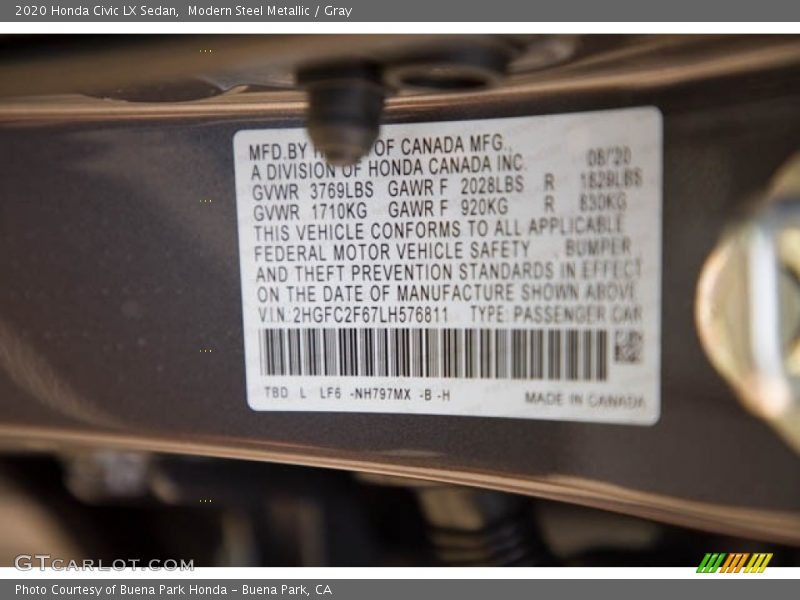 2020 Honda Civic LX Sedan, Modern Steel Metallic / Gray
MFD.BY OF CANADA MFG.,
08/'20
A DIVISION OF HONDA CANADA INC.
GVWR 3769LBS GAWR F 2028LBS R 1829LBS
GVWR 1710KG GAWR F 920KG R 830KG
THIS VEHICLE CONFORMS TO ALL APPLICABLE
FEDERAL MOTOR VEHICLE SAFETY , BUMPER
AND THEFT PREVENTION STANDARDS IN EFFECT
ON THE DATE OF MANUFACTURE SHOWN ABOVE
V.I.N.:2HGFC2F67LH576811 TYPE: PASSENGER CAR
TBD L LF6 -NH797MX -B -H MADE IN CANADA
GTCARLOT.COM
Photo Courtesy of Buena Park Honda – Buena Park, CA